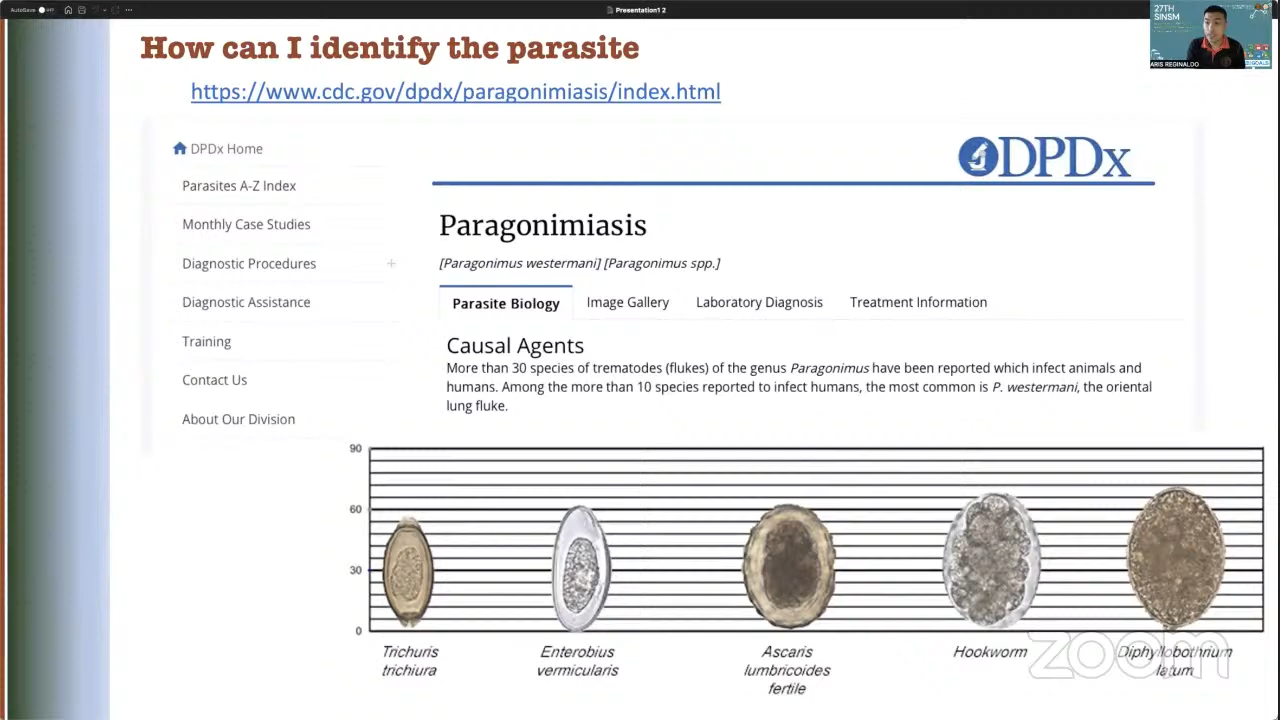 AutoSave OFF
Presentation1 2
27TH
SINSM
ARIS REGINALDO
How can I identify the parasite
https://www.cdc.gov/dpdx/paragonimiasis/index.html
DPDx Home
Parasites A-Z Index
Monthly Case Studies
Diagnostic Procedures +
Diagnostic Assistance
Training
Contact Us
About Our Division
DPDx
Paragonimiasis
[Paragonimus westermani] [Paragonimus spp.]
Parasite Biology Image Gallery Laboratory Diagnosis Treatment Information
Causal Agents
More than 30 species of trematodes (flukes) of the genus Paragonimus have been reported which infect animals and
humans. Among the more than 10 species reported to infect humans, the most common is P. westermani, the oriental
lung fluke.
90
60
30
0
Trichuris
trichiura
Enterobius
vermicularis
Ascaris
lumbricoides
fertile
Hookworm
Diphyllobothrium
latum
zoom